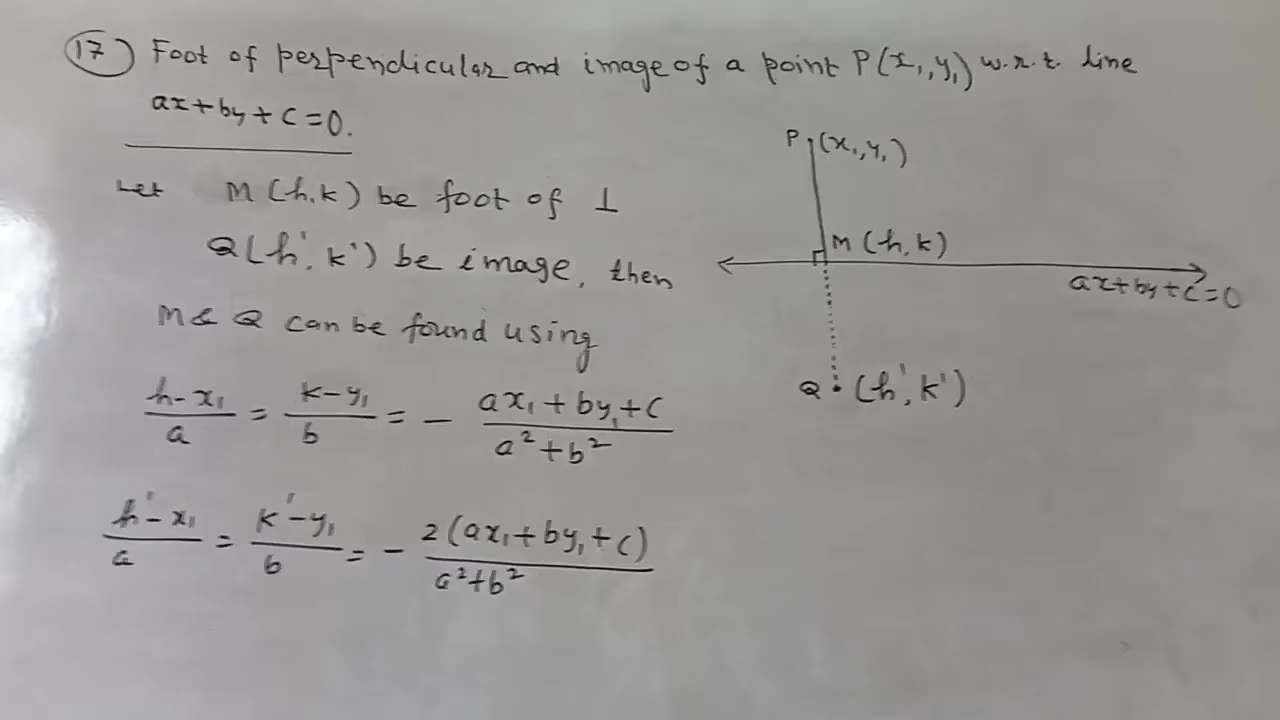 17) Foot of perpendicular and image of a point P(x₁,y₁) w.r.t. line
ax+by+c=0.
Let M(h,k) be foot of ⊥
Q(h',k') be image, then
M & Q can be found using
(h-x₁)/a = (k-y₁)/b = - (ax₁+by₁+c)/(a²+b²)
(h'-x₁)/a = (k'-y₁)/b = - 2(ax₁+by₁+c)/(a²+b²)
P(x₁,y₁)
M(h,k)
ax+by+c=0
Q.(h',k')